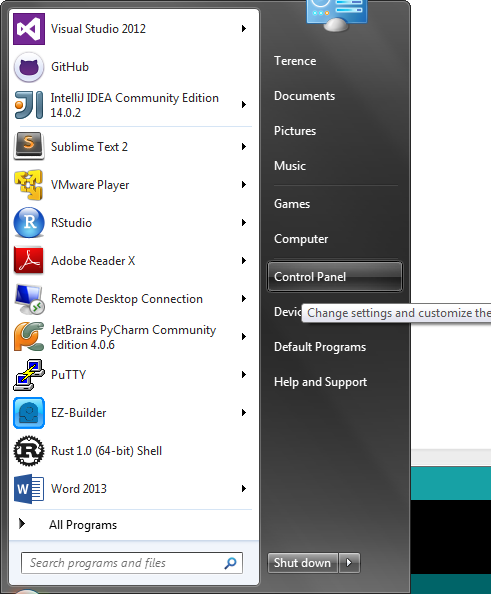 Visual Studio 2012
GitHub
IntelliJ IDEA Community Edition
14.0.2
Sublime Text 2
VMware Player
RStudio
Adobe Reader X
Remote Desktop Connection
JetBrains PyCharm Community
Edition 4.0.6
PuTTY
EZ-Builder
Rust 1.0 (64-bit) Shell
Word 2013
All Programs
Search programs and files
Terence
Documents
Pictures
Music
Games
Computer
Control Panel
Devic
Change settings and customize the
Default Programs
Help and Support
Shut down